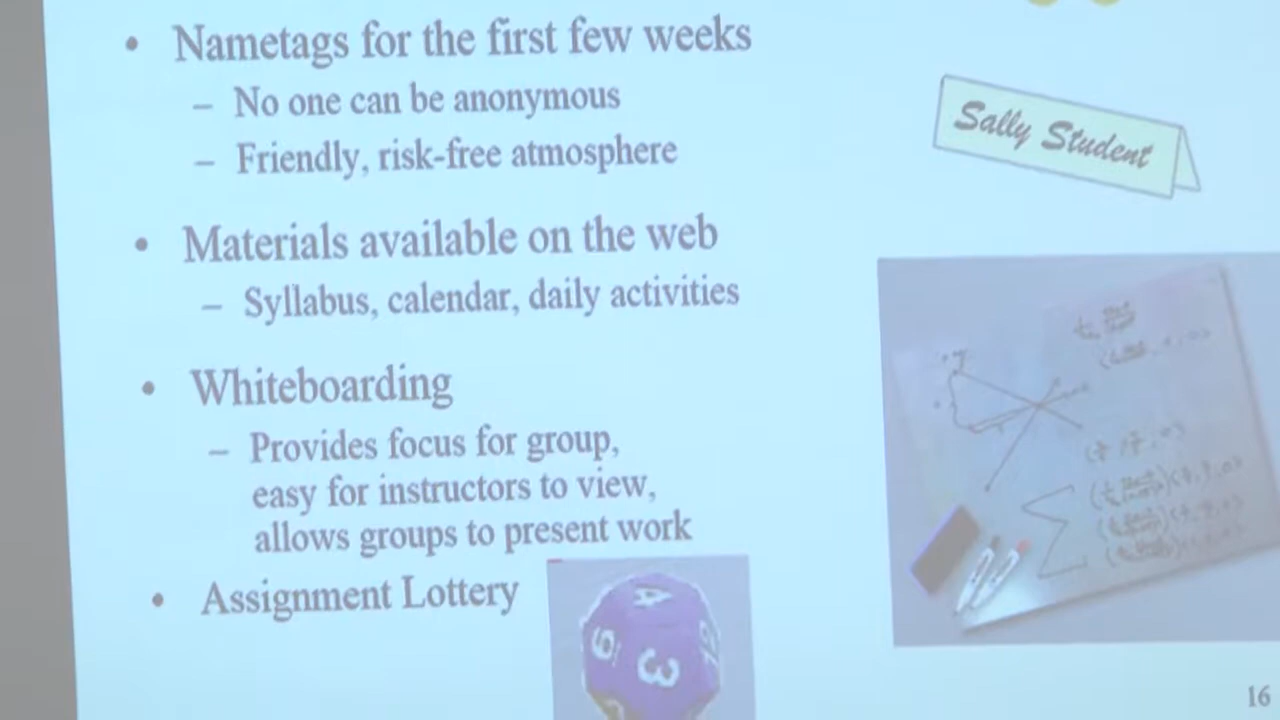 • Nametags for the first few weeks
– No one can be anonymous
– Friendly, risk-free atmosphere
Sally Student
• Materials available on the web
– Syllabus, calendar, daily activities
• Whiteboarding
– Provides focus for group,
easy for instructors to view,
allows groups to present work
• Assignment Lottery
4
6
3
16